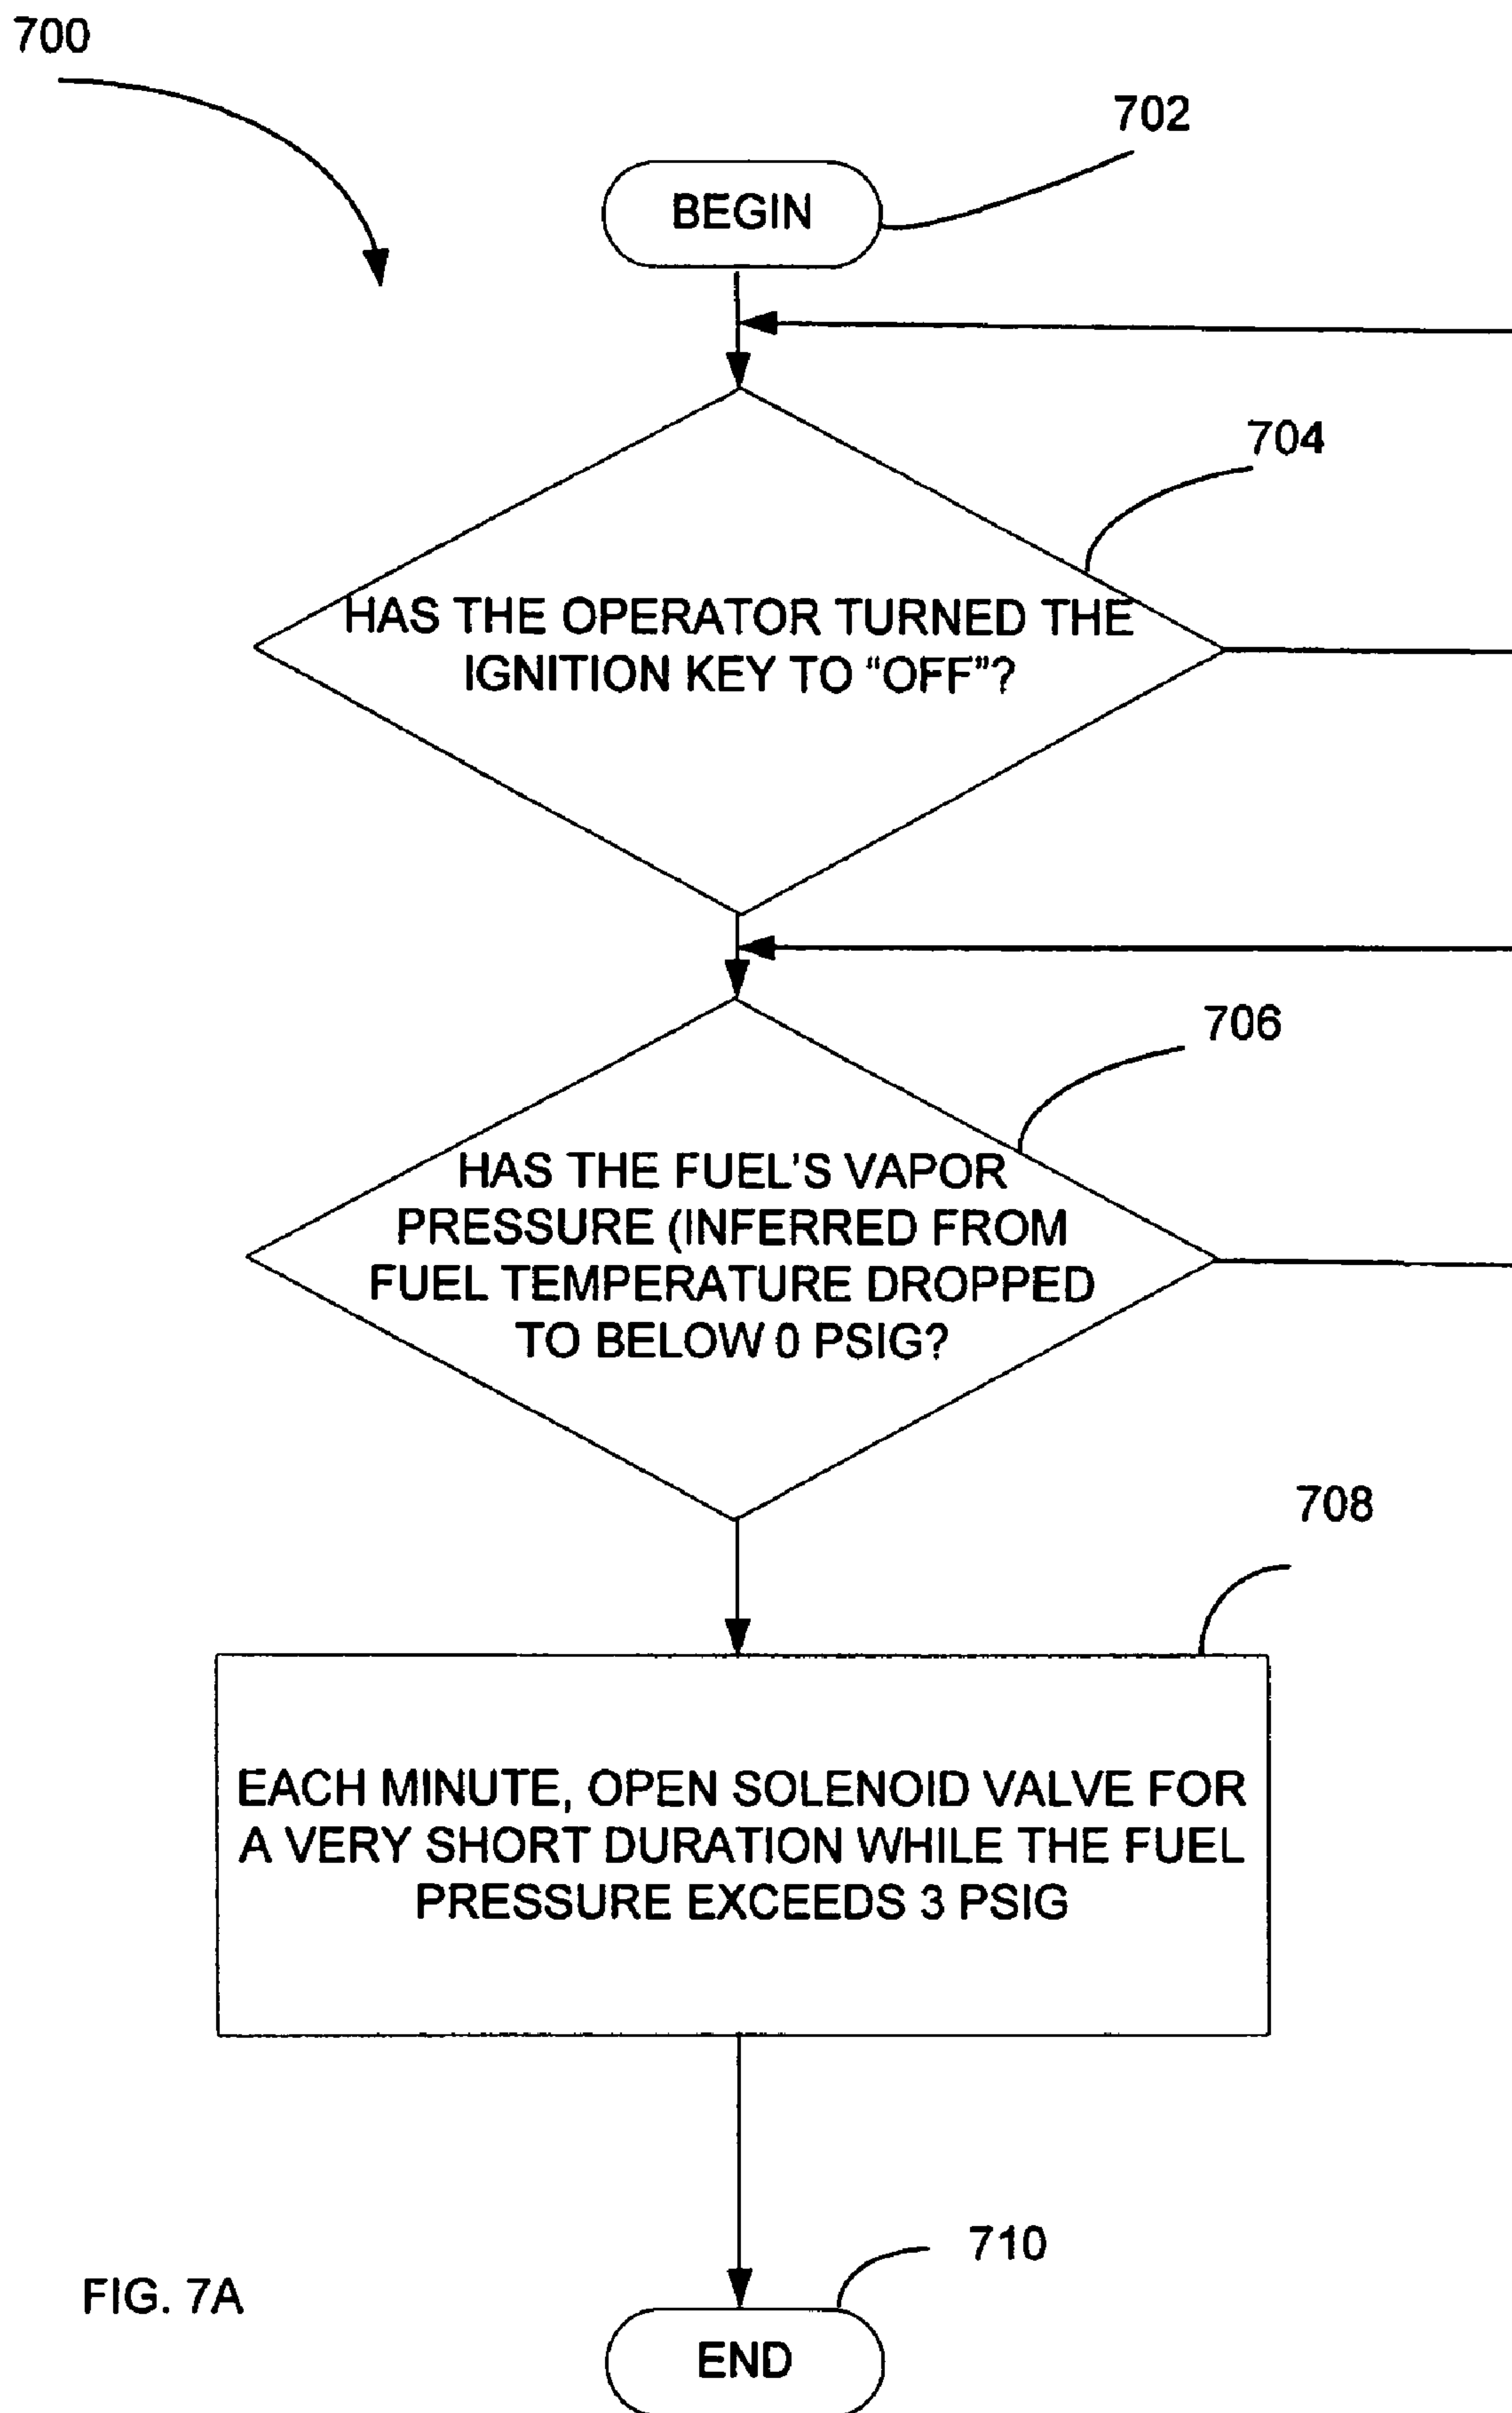 700
702
BEGIN
704
HAS THE OPERATOR TURNED THE
IGNITION KEY TO “OFF”?
706
HAS THE FUEL’S VAPOR
PRESSURE (INFERRED FROM
FUEL TEMPERATURE DROPPED
TO BELOW 0 PSIG?
708
EACH MINUTE, OPEN SOLENOID VALVE FOR
A VERY SHORT DURATION WHILE THE FUEL
PRESSURE EXCEEDS 3 PSIG
710
FIG. 7A
END